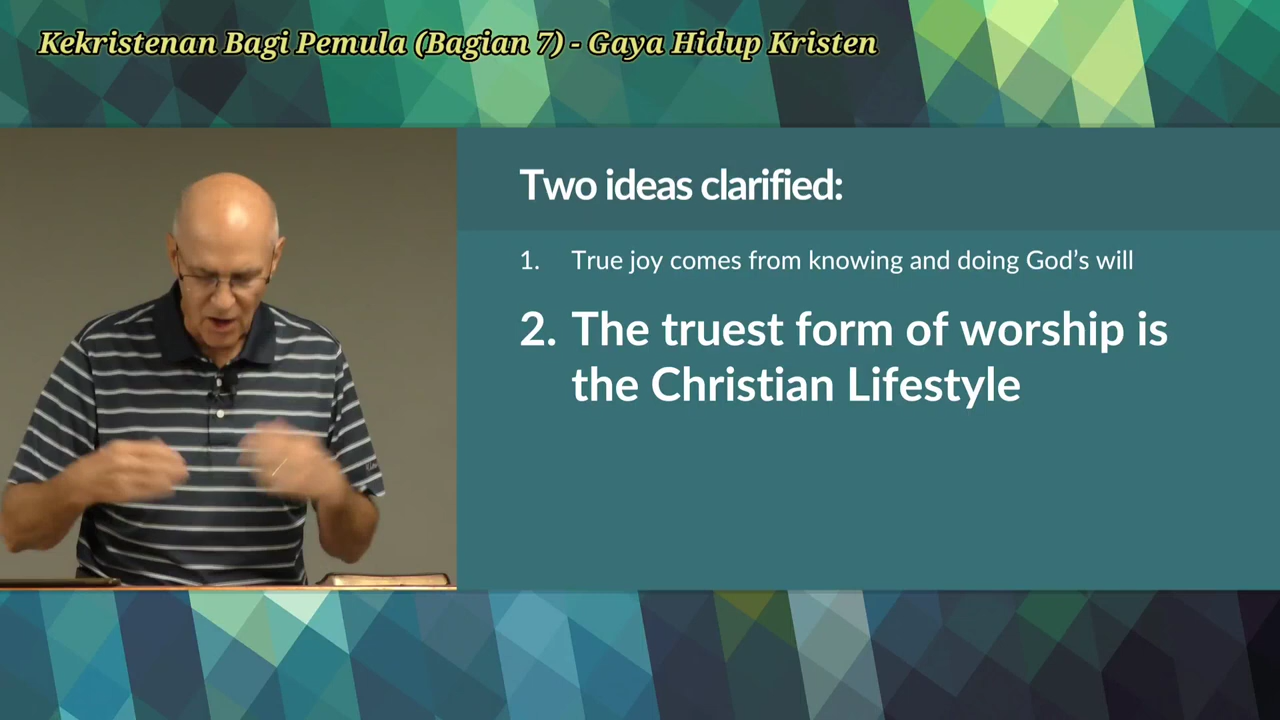 Kekristenan Bagi Pemula (Bagian 7) - Gaya Hidup Kristen
Two ideas clarified:
1. True joy comes from knowing and doing God's will
2. The truest form of worship is
the Christian Lifestyle